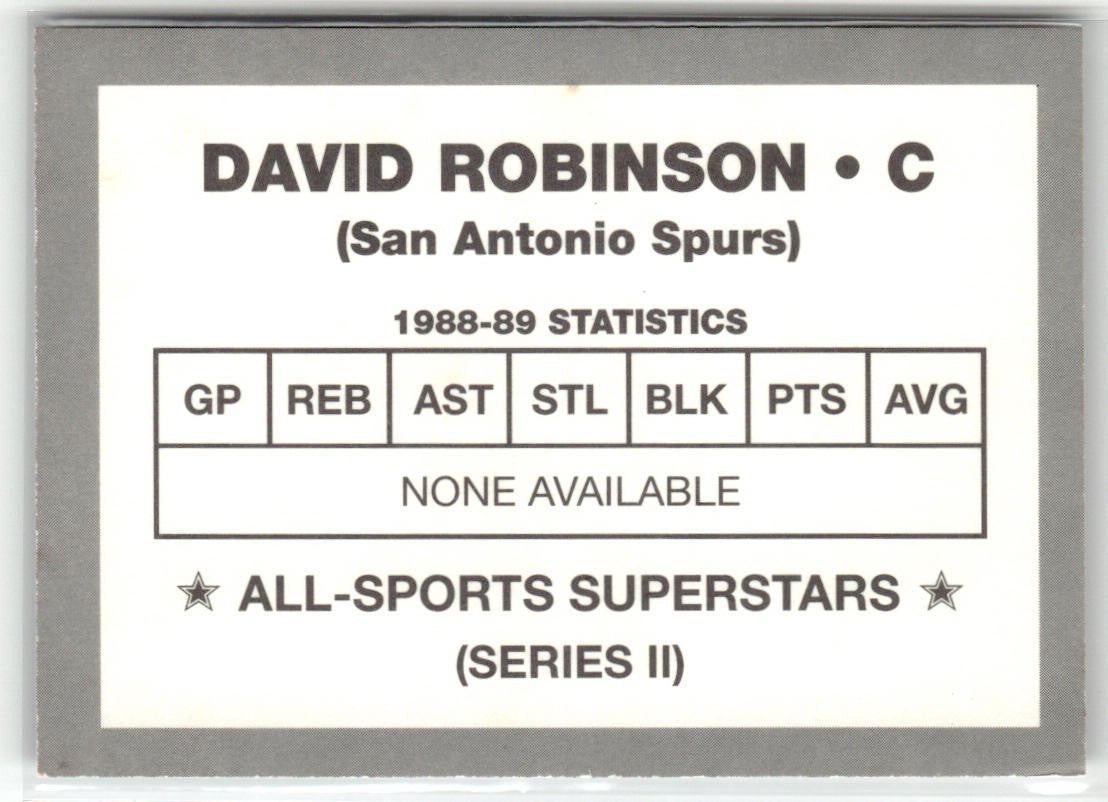 DAVID ROBINSON • C
(San Antonio Spurs)
1988-89 STATISTICS
GP REB AST STL BLK PTS AVG
NONE AVAILABLE
★ ALL-SPORTS SUPERSTARS ★
(SERIES II)